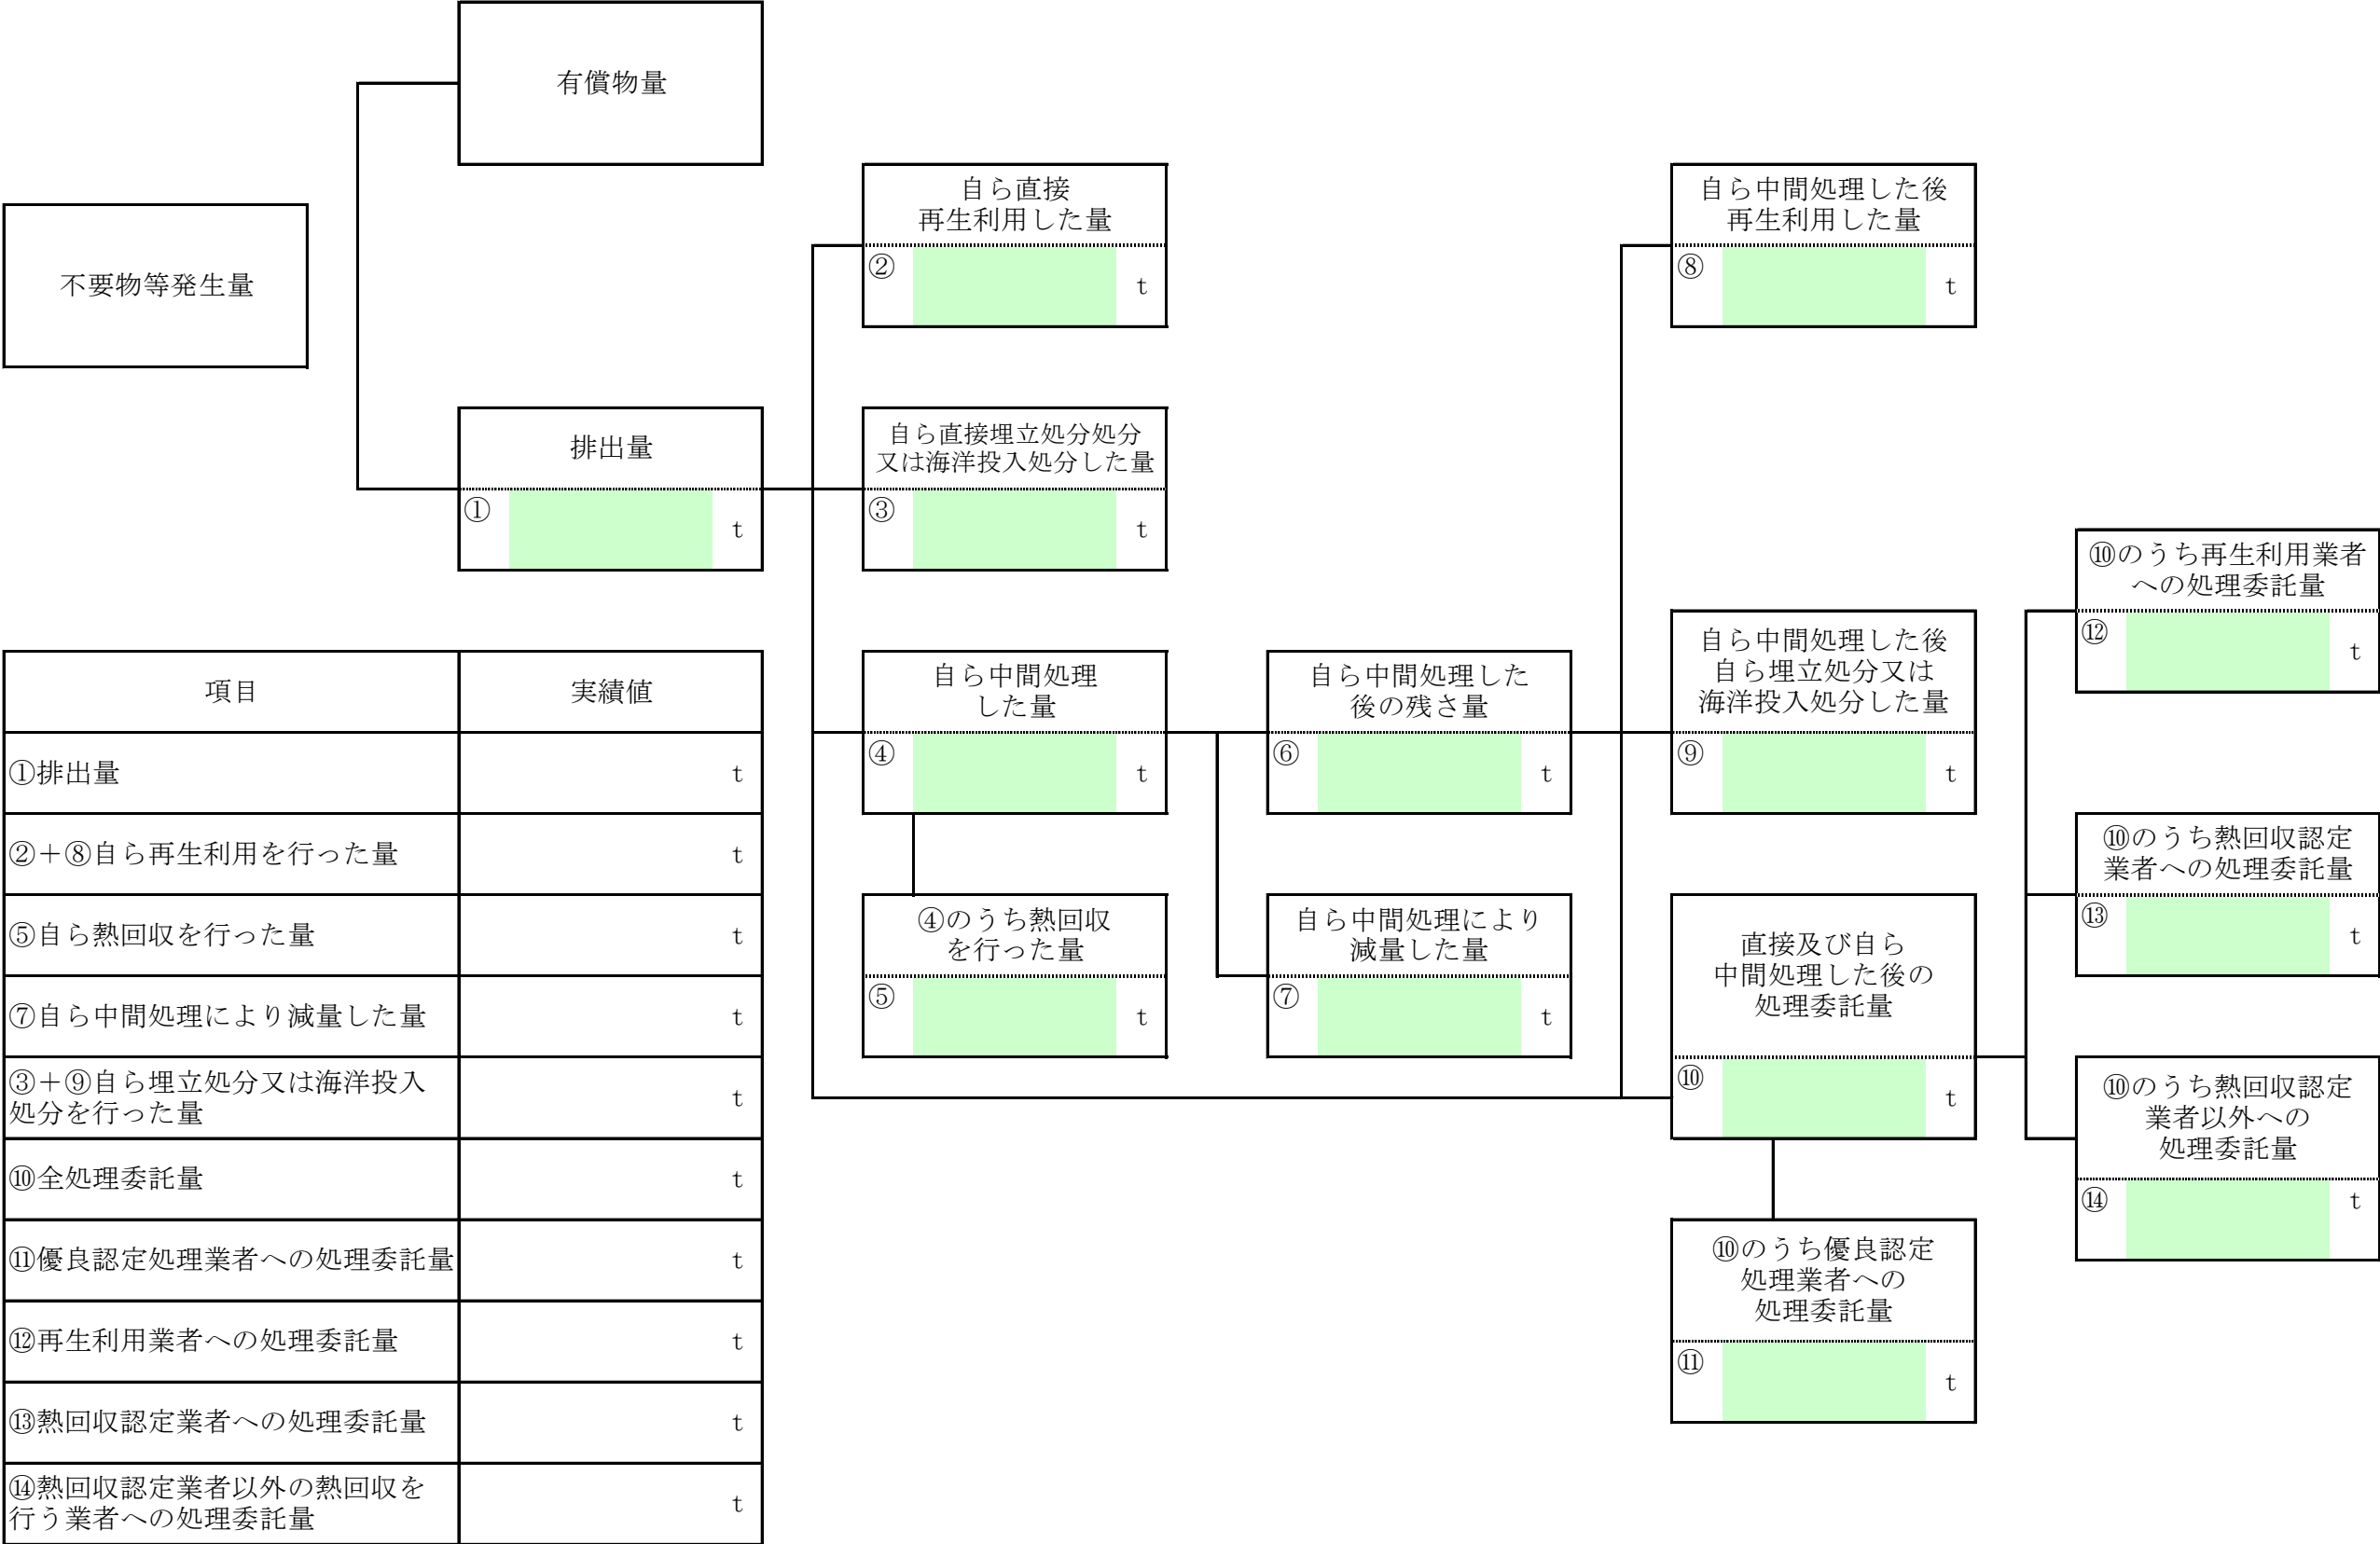 有償物量
不要物等発生量
自ら直接
再生利用した量
②
t
自ら中間処理した後
再生利用した量
⑧
t
排出量
①
t
自ら直接埋立処分処分
又は海洋投入処分した量
③
t
⑩のうち再生利用業者
への処理委託量
⑫
t
自ら中間処理
した量
④
t
自ら中間処理した
後の残さ量
⑥
t
自ら中間処理した後
自ら埋立処分又は
海洋投入処分した量
⑨
t
⑩のうち熱回収認定
業者への処理委託量
⑬
t
④のうち熱回収
を行った量
⑤
t
自ら中間処理により
減量した量
⑦
t
直接及び自ら
中間処理した後の
処理委託量
⑩
t
⑩のうち熱回収認定
業者以外への
処理委託量
⑭
t
⑩のうち優良認定
処理業者への
処理委託量
⑪
t
項目 実績値
①排出量 t
②＋⑧自ら再生利用を行った量 t
⑤自ら熱回収を行った量 t
⑦自ら中間処理により減量した量 t
③＋⑨自ら埋立処分又は海洋投入
処分を行った量 t
⑩全処理委託量 t
⑪優良認定処理業者への処理委託量 t
⑫再生利用業者への処理委託量 t
⑬熱回収認定業者への処理委託量 t
⑭熱回収認定業者以外の熱回収を
行う業者への処理委託量 t